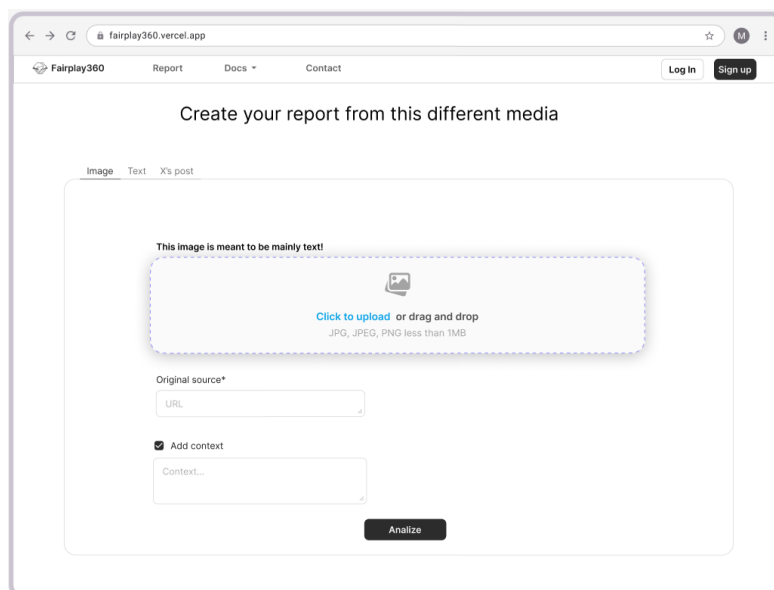 fairplay360.vercel.app
M
Fairplay360 Report Docs Contact Log In Sign up
Create your report from this different media
Image Text X's post
This image is meant to be mainly text!
Click to upload or drag and drop
JPG, JPEG, PNG less than 1MB
Original source*
URL
Add context
Context...
Analize